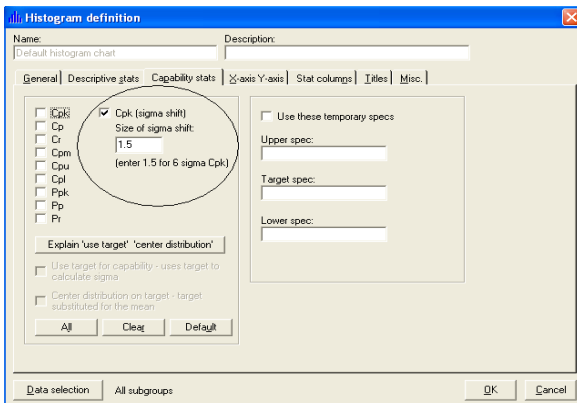 Histogram definition
Name:
Description:
Default histogram chart
General
Descriptive stats
Capability stats
X-axis Y-axis
Stat columns
Titles
Misc.
Cpk
Cp
Cr
Cpm
Cpu
Cpl
Ppk
Pp
Pr
Cpk (sigma shift)
Size of sigma shift:
1.5
(enter 1.5 for 6 sigma Cpk)
Explain 'use target' 'center distribution'
Use target for capability - uses target to
calculate sigma
Center distribution on target - target
substituted for the mean
All
Clear
Default
Use these temporary specs
Upper spec:
Target spec:
Lower spec:
Data selection
All subgroups
OK
Cancel